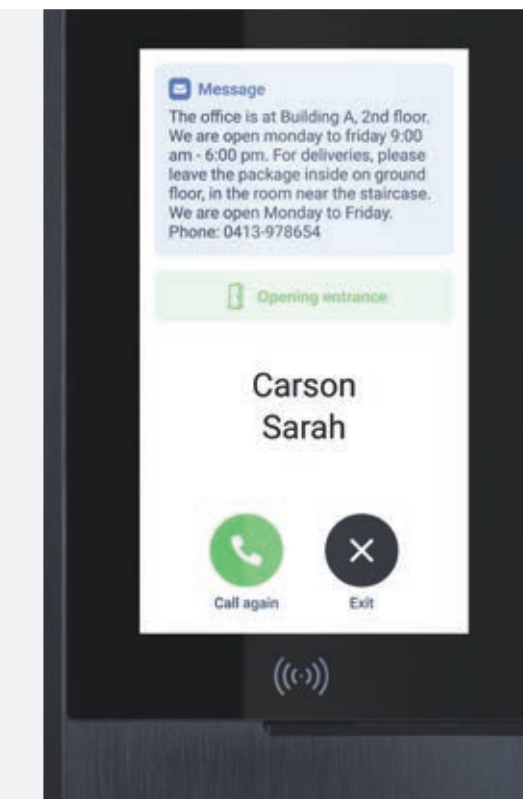 Message
The office is at Building A, 2nd floor.
We are open monday to friday 9:00
am - 6:00 pm. For deliveries, please
leave the package inside on ground
floor, in the room near the staircase.
We are open Monday to Friday.
Phone: 0413-978654
Opening entrance
Carson
Sarah
Call again
Exit